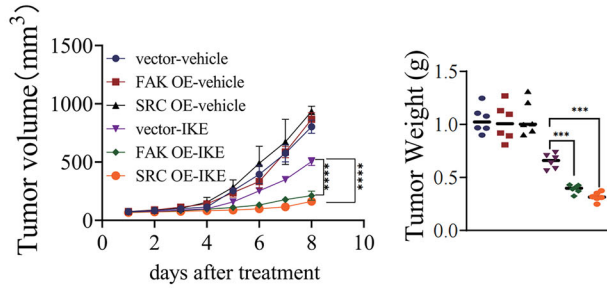 Tumor volume (mm³)
1500
1000
500
0
0
2
4
6
8
10
days after treatment
vector-vehicle
FAK OE-vehicle
SRC OE-vehicle
vector-IKE
FAK OE-IKE
SRC OE-IKE
****
****
Tumor Weight (g)
1.5
1.0
0.5
0.0
***
***